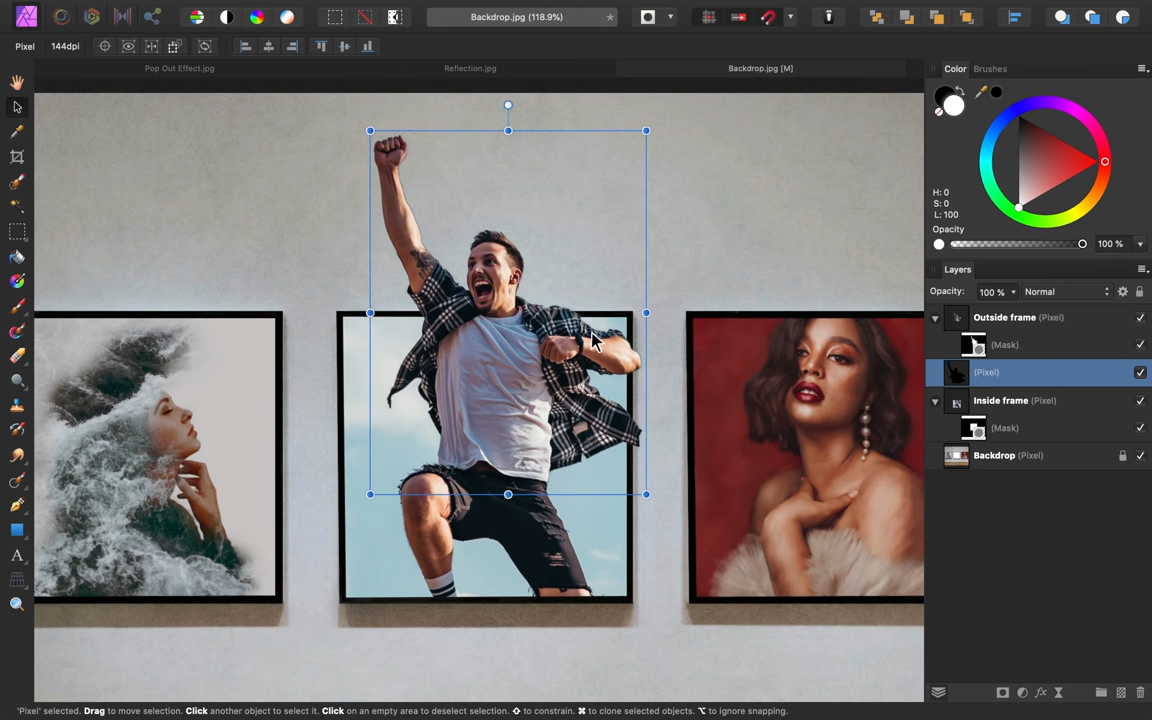 Backdrop.jpg (118.9%)
Pixel 144dpi
Pop Out Effect.jpg Reflection.jpg Backdrop.jpg [M]
Color Brushes
H: 0
S: 0
L: 100
Opacity
100 %
Layers
Opacity: 100 % Normal
Outside frame (Pixel)
(Mask)
(Pixel)
Inside frame (Pixel)
(Mask)
Backdrop (Pixel)
'Pixel' selected. Drag to move selection. Click another object to select it. Click on an empty area to deselect selection. ⇧ to constrain. ⌘ to clone selected objects. ⌥ to ignore snapping.